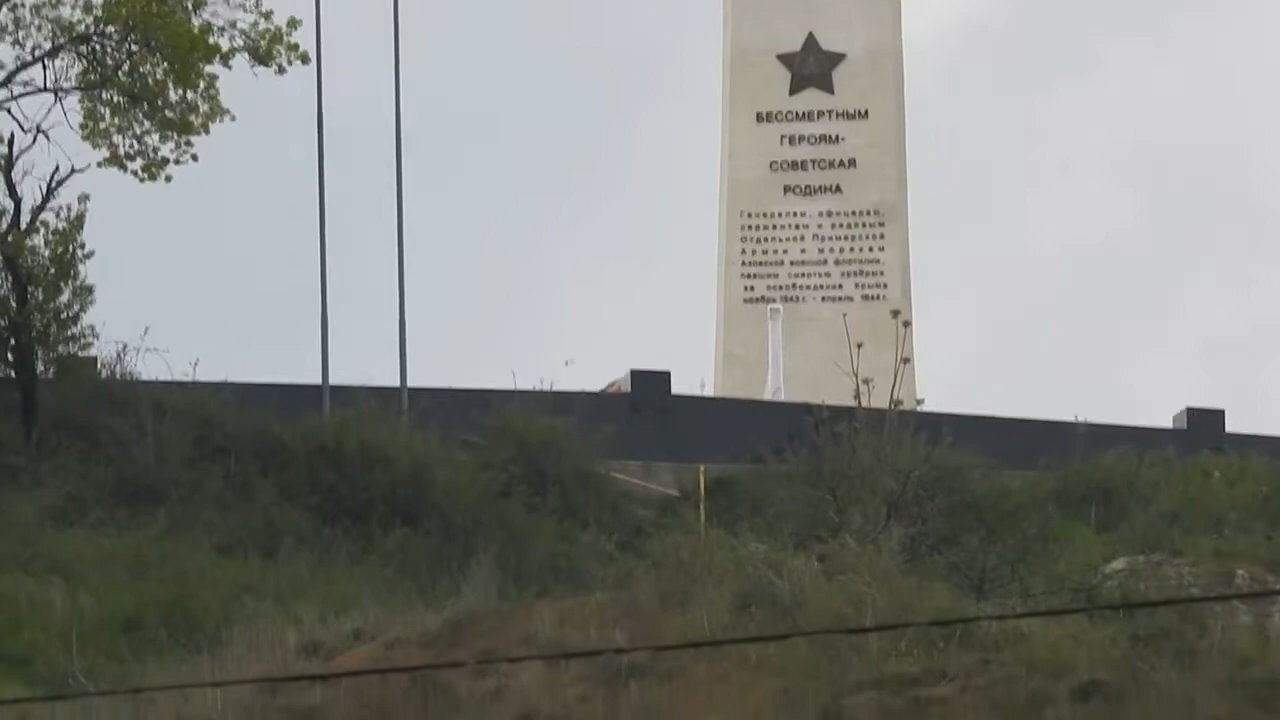 БЕССМЕРТНЫМ
ГЕРОЯМ-
СОВЕТСКАЯ
РОДИНА
Генералам, офицерам,
сержантам и рядовым
Отдельной Приморской
Армии и морякам
Азовской военной флотилии,
павшим смертью храбрых
за освобождение Крыма
ноябрь 1943 г. - апрель 1944 г.